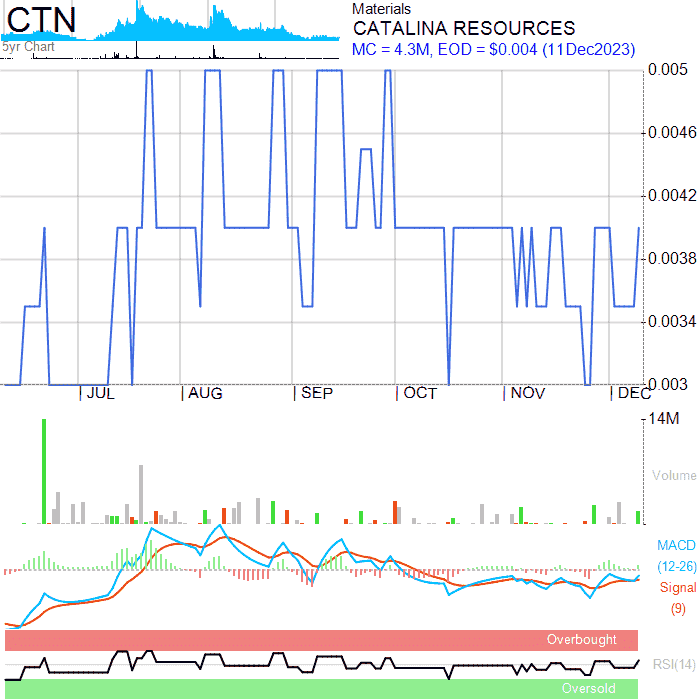 CTN
5yr Chart
Materials
CATALINA RESOURCES
MC = 4.3M, EOD = $0.004 (11Dec2023)
0.005
0.0046
0.0042
0.0038
0.0034
0.003
JUL AUG SEP OCT NOV DEC
14M
Volume
MACD
(12-26)
Signal
(9)
Overbought
RSI(14)
Oversold